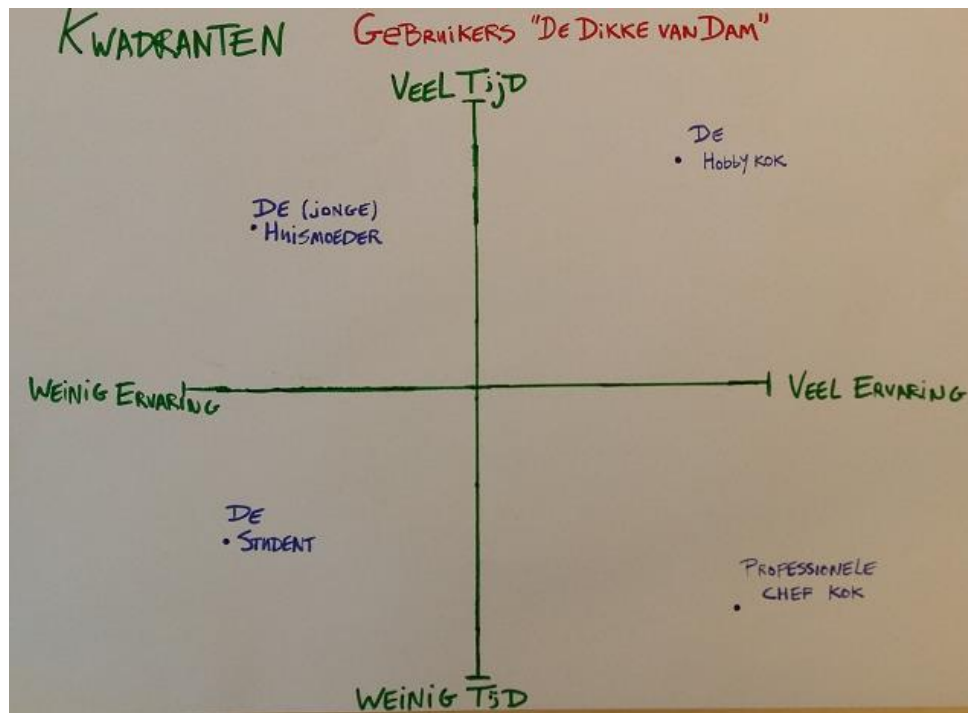 KWADRANTEN
GEBRUIKERS "DE DIKKE VAN DAM"
VEEL TIJD
DE
HOBBY KOK
DE (JONGE)
HUISMOEDER
WEINIG ERVARING
VEEL ERVARING
DE
STUDENT
PROFESSIONELE
CHEF KOK
WEINIG TIJD